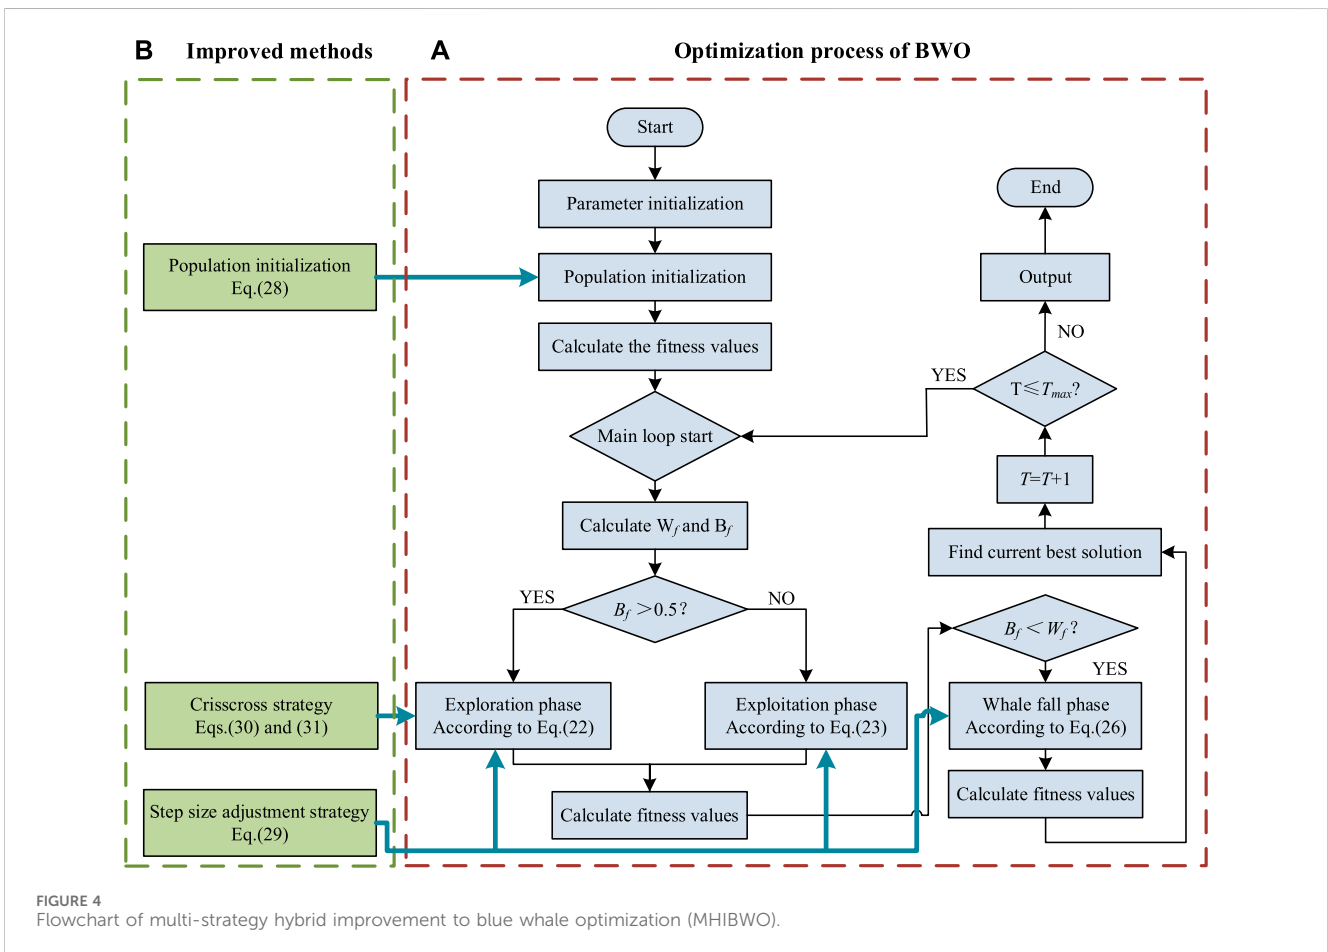 B Improved methods
A Optimization process of BWO
Start
Parameter initialization
Population initialization
Eq.(28)
Population initialization
Calculate the fitness values
Main loop start
Calculate Wf and Bf
Bf >0.5?
YES
NO
Crisscross strategy
Eqs.(30) and (31)
Exploration phase
According to Eq.(22)
Exploitation phase
According to Eq.(23)
Step size adjustment strategy
Eq.(29)
Calculate fitness values
Bf < Wf ?
YES
Whale fall phase
According to Eq.(26)
Calculate fitness values
Find current best solution
T=T+1
T≤Tmax?
YES
NO
Output
End
FIGURE 4
Flowchart of multi-strategy hybrid improvement to blue whale optimization (MHIBWO).